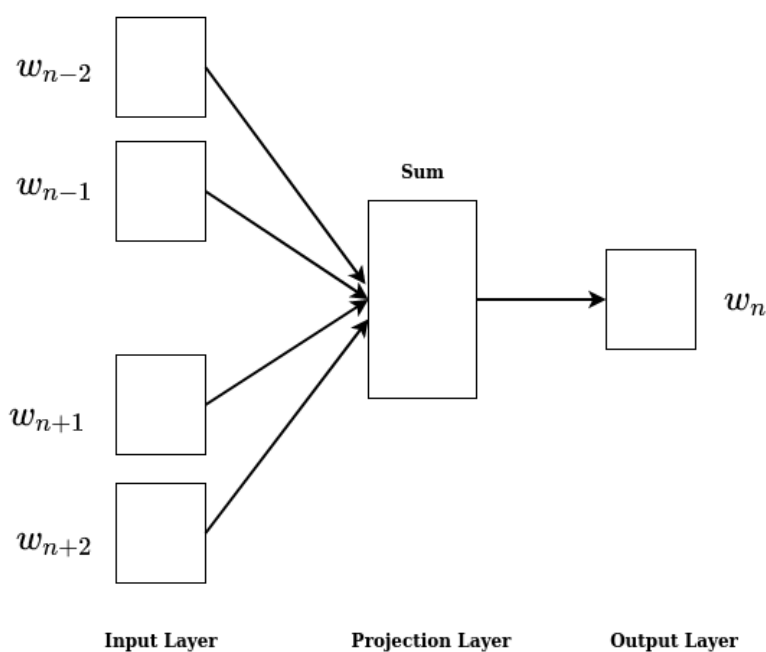 w_{n-2}
w_{n-1}
Sum
w_n
w_{n+1}
w_{n+2}
Input Layer Projection Layer Output Layer